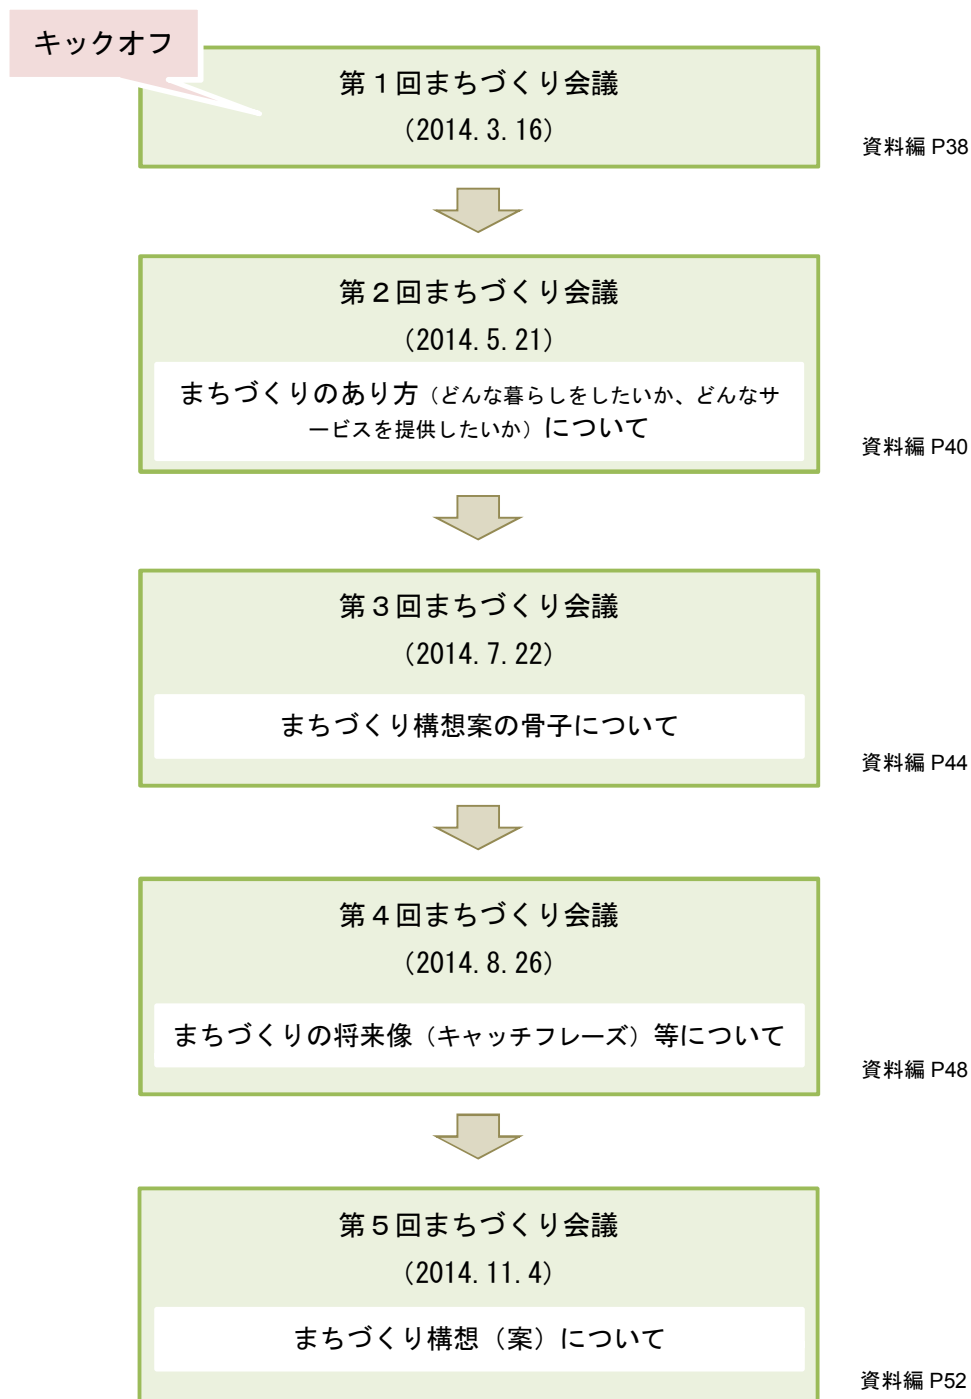 キックオフ
第１回まちづくり会議
（2014.3.16）
資料編 P38
第２回まちづくり会議
（2014.5.21）
まちづくりのあり方（どんな暮らしをしたいか、どんなサ
ービスを提供したいか）について
資料編 P40
第３回まちづくり会議
（2014.7.22）
まちづくり構想案の骨子について
資料編 P44
第４回まちづくり会議
（2014.8.26）
まちづくりの将来像（キャッチフレーズ）等について
資料編 P48
第５回まちづくり会議
（2014.11.4）
まちづくり構想（案）について
資料編 P52